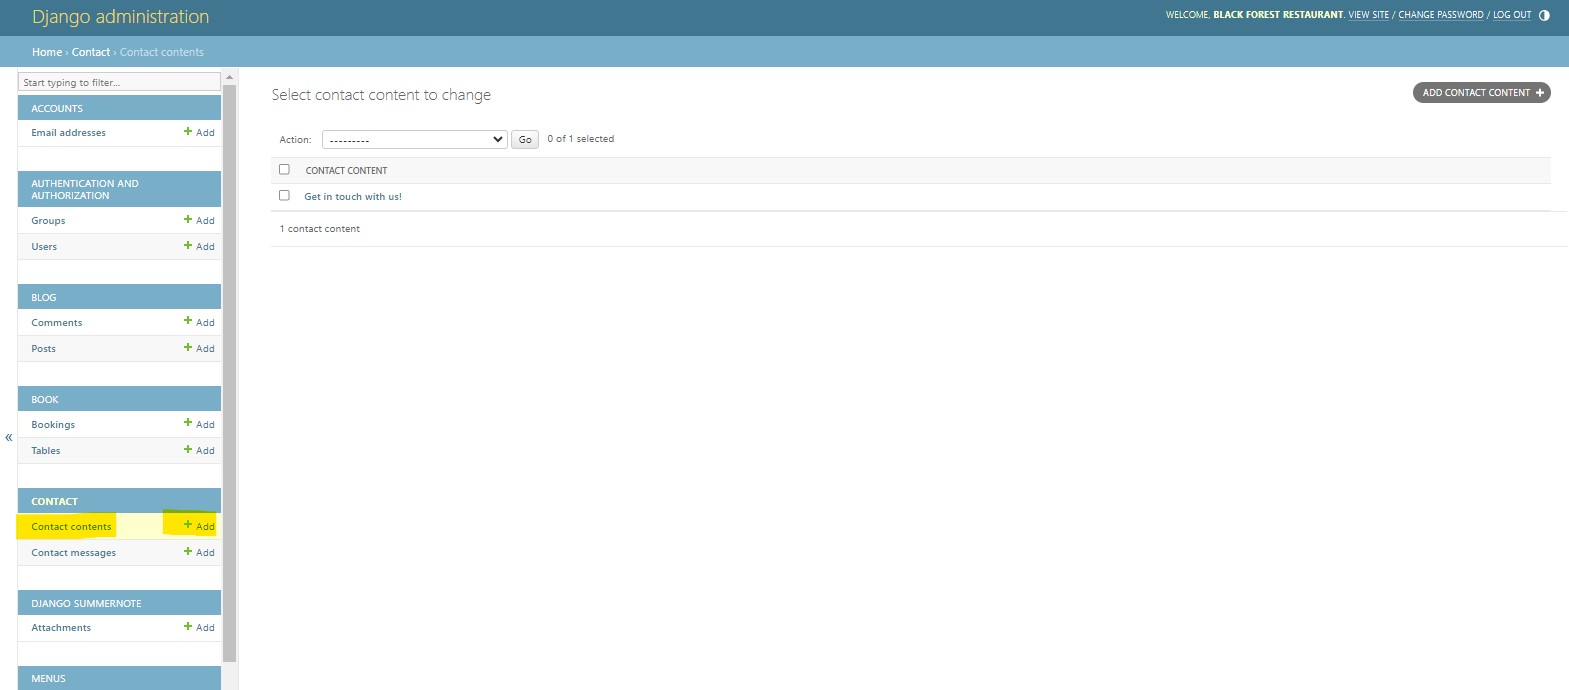 Django administration
WELCOME, BLACK FOREST RESTAURANT. VIEW SITE / CHANGE PASSWORD / LOG OUT
Home › Contact › Contact contents
Start typing to filter...
ACCOUNTS
Email addresses + Add
AUTHENTICATION AND
AUTHORIZATION
Groups + Add
Users + Add
BLOG
Comments + Add
Posts + Add
BOOK
Bookings + Add
Tables + Add
CONTACT
Contact contents + Add
Contact messages + Add
DJANGO SUMMERNOTE
Attachments + Add
MENUS
«
Select contact content to change
ADD CONTACT CONTENT +
Action: --------- Go 0 of 1 selected
CONTACT CONTENT
Get in touch with us!
1 contact content